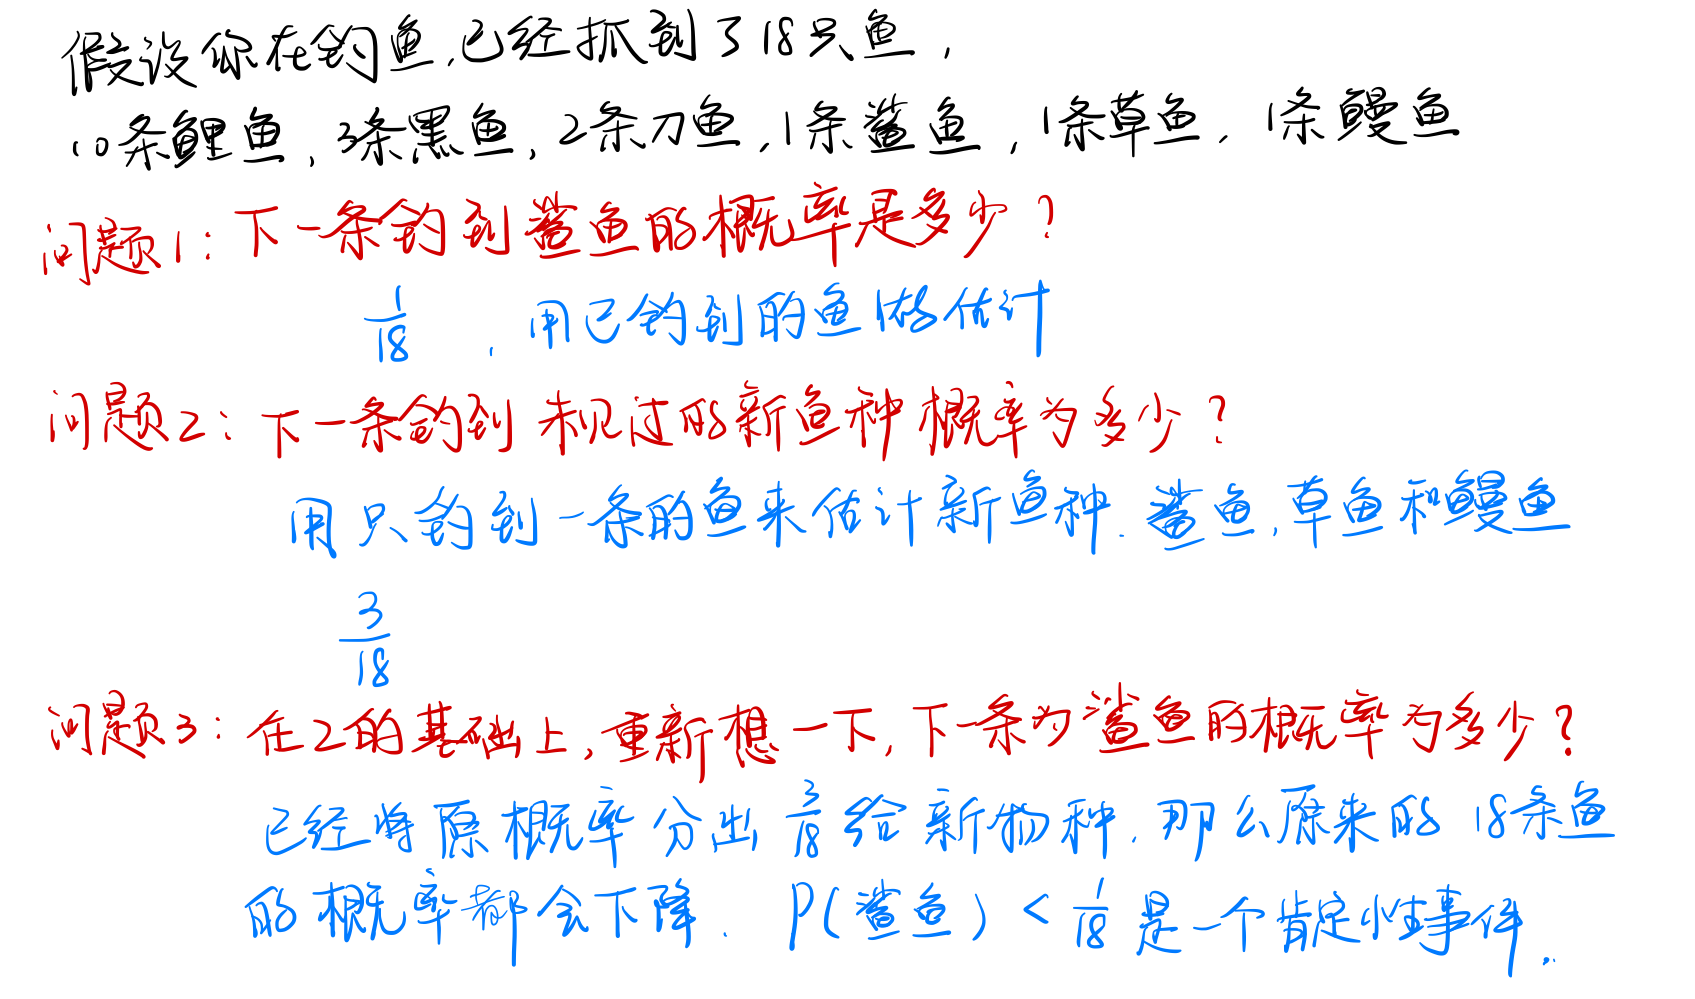 假设你在钓鱼,已经抓到了18只鱼,
10条鲤鱼,3条黑鱼,2条刀鱼,1条鲨鱼,1条草鱼,1条鳗鱼
问题1:下一条钓到鲨鱼的概率是多少?
1/18,用已钓到的鱼做估计
问题2:下一条钓到未见过的新鱼种概率为多少?
用只钓到一条的鱼来估计新鱼种.鲨鱼,草鱼和鳗鱼
3/18
问题3:在2的基础上,重新想一下,下一条为鲨鱼的概率为多少?
已经将原概率分出3/18给新物种.那么原来的18条鱼
的概率都会下降.P(鲨鱼)<1/18是一个肯定性事件.